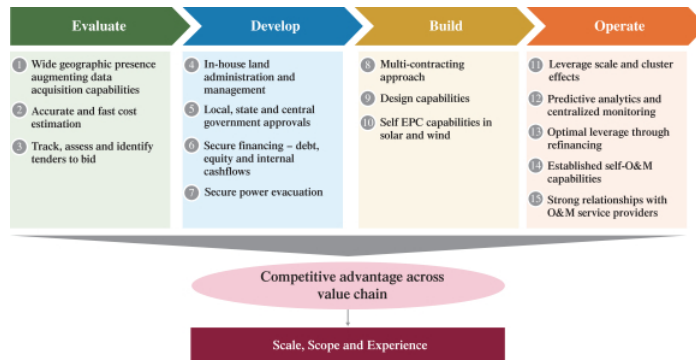 Evaluate
Develop
Build
Operate
1 Wide geographic presence
augmenting data
acquisition capabilities
2 Accurate and fast cost
estimation
3 Track, assess and identify
tenders to bid
4 In-house land
administration and
management
5 Local, state and central
government approvals
6 Secure financing – debt,
equity and internal
cashflows
7 Secure power evacuation
8 Multi-contracting
approach
9 Design capabilities
10 Self EPC capabilities in
solar and wind
11 Leverage scale and cluster
effects
12 Predictive analytics and
centralized monitoring
13 Optimal leverage through
refinancing
14 Established self-O&M
capabilities
15 Strong relationships with
O&M service providers
Competitive advantage across
value chain
Scale, Scope and Experience